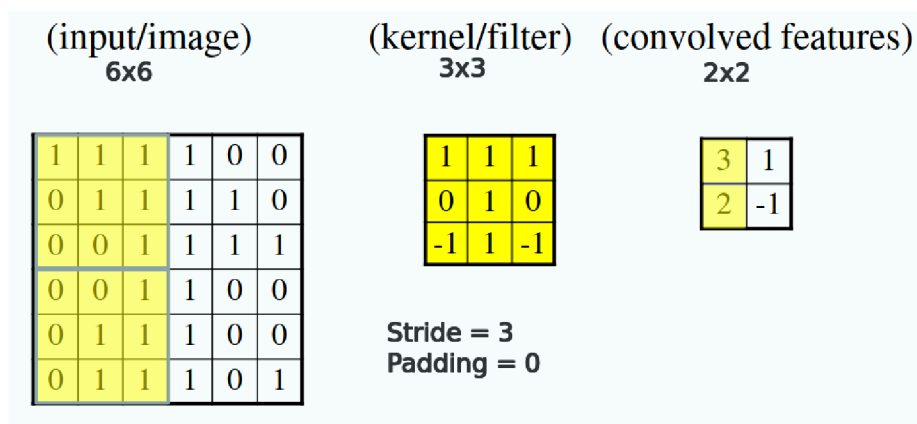 (input/image) (kernel/filter) (convolved features)
6x6 3x3 2x2
1 1 1 1 0 0
0 1 1 1 1 0
0 0 1 1 1 1
0 0 1 1 0 0
0 1 1 1 0 0
0 1 1 1 0 1
1 1 1
0 1 0
-1 1 -1
Stride = 3
Padding = 0
3 1
2 -1